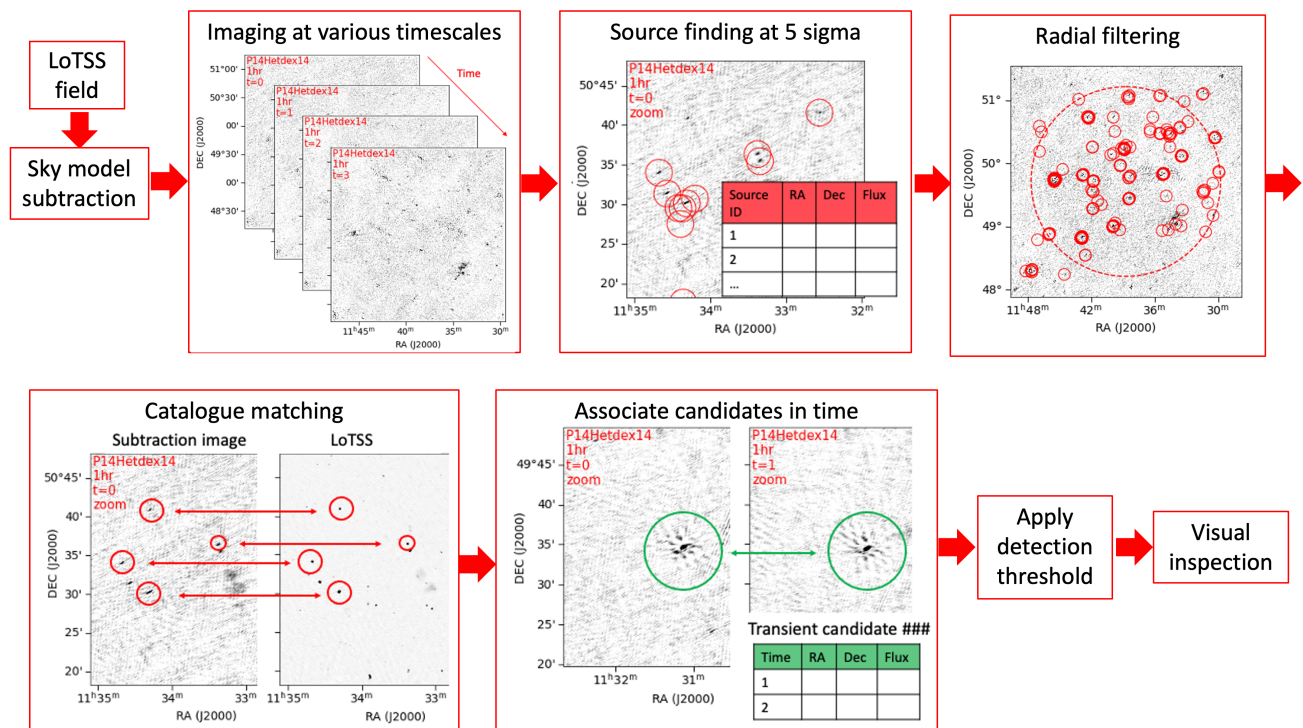 LoTSS
field
Sky model
subtraction
Imaging at various timescales
P14Hetdex14
1hr
t=0
P14Hetdex14
1hr
t=1
P14Hetdex14
1hr
t=2
P14Hetdex14
1hr
t=3
Time
51°00'
50°30'
00'
49°30'
00'
48°30'
DEC (J2000)
11ʰ45ᵐ 40ᵐ 35ᵐ 30ᵐ
RA (J2000)
Source finding at 5 sigma
P14Hetdex14
1hr
t=0
zoom
50°45'
40'
35'
30'
25'
20'
DEC (J2000)
Source ID RA Dec Flux
1
2
...
11ʰ35ᵐ 34ᵐ 33ᵐ 32ᵐ
RA (J2000)
Radial filtering
51°
50°
49°
48°
DEC (J2000)
11ʰ48ᵐ 42ᵐ 36ᵐ 30ᵐ
RA (J2000)
Catalogue matching
Subtraction image LoTSS
P14Hetdex14
1hr
t=0
zoom
50°45'
40'
35'
30'
25'
20'
DEC (J2000)
11ʰ35ᵐ 34ᵐ 33ᵐ 11ʰ35ᵐ 34ᵐ 33ᵐ
RA (J2000)
Associate candidates in time
P14Hetdex14
1hr
t=0
zoom
P14Hetdex14
1hr
t=1
zoom
49°45'
40'
35'
30'
25'
20'
DEC (J2000)
11ʰ32ᵐ 31ᵐ
RA (J2000)
Transient candidate ###
Time RA Dec Flux
1
2
Apply
detection
threshold
Visual
inspection